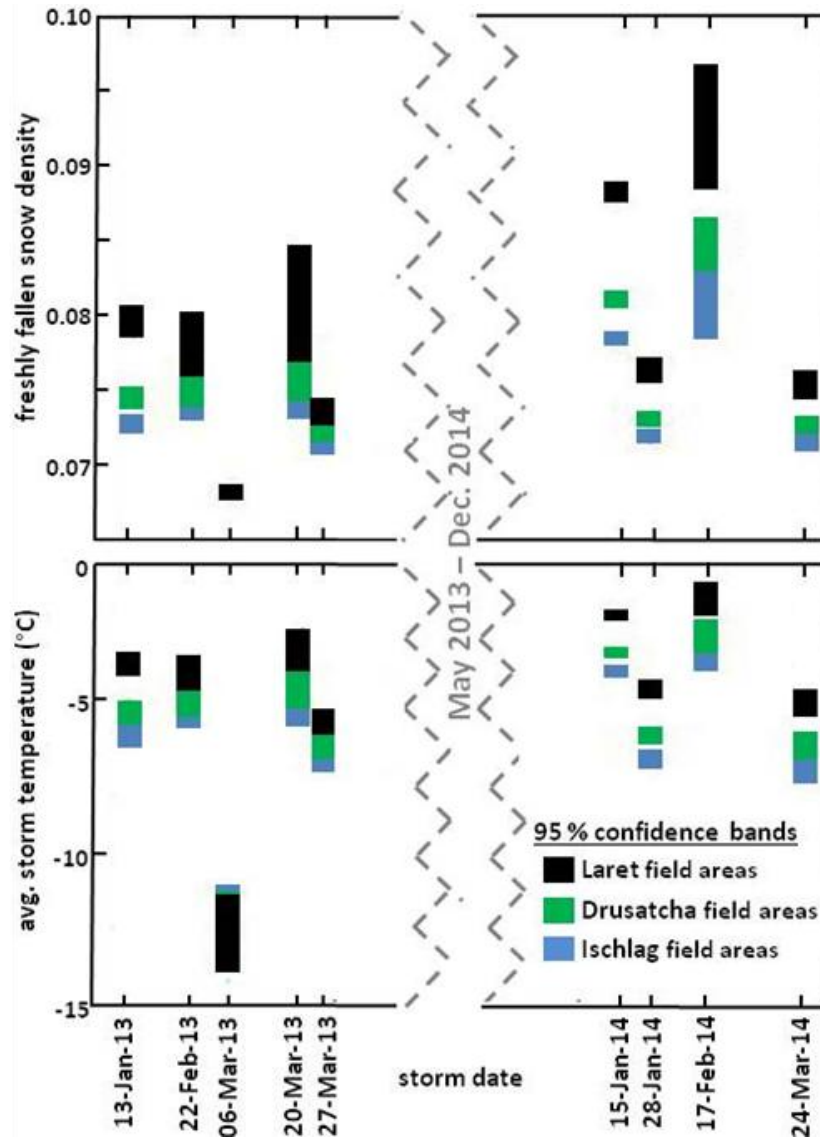 0.10
0.09
0.08
0.07
freshly fallen snow density
May 2013 – Dec. 2014
0
-5
-10
-15
avg. storm temperature (°C)
95 % confidence bands
Laret field areas
Drusatcha field areas
Ischlag field areas
13-Jan-13
22-Feb-13
06-Mar-13
20-Mar-13
27-Mar-13
storm date
15-Jan-14
28-Jan-14
17-Feb-14
24-Mar-14